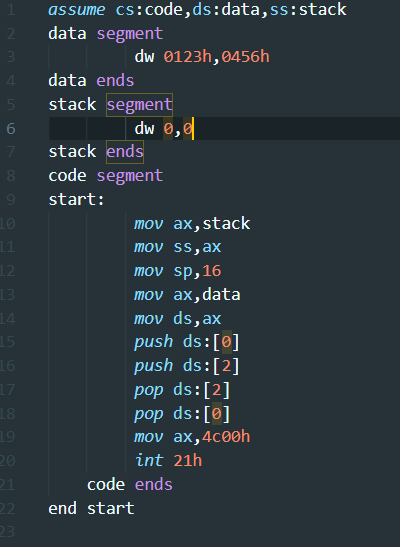 1 assume cs:code,ds:data,ss:stack
2 data segment
3 dw 0123h,0456h
4 data ends
5 stack segment
6 dw 0,0
7 stack ends
8 code segment
9 start:
10 mov ax,stack
11 mov ss,ax
12 mov sp,16
13 mov ax,data
14 mov ds,ax
15 push ds:[0]
16 push ds:[2]
17 pop ds:[2]
18 pop ds:[0]
19 mov ax,4c00h
20 int 21h
21 code ends
22 end start
23